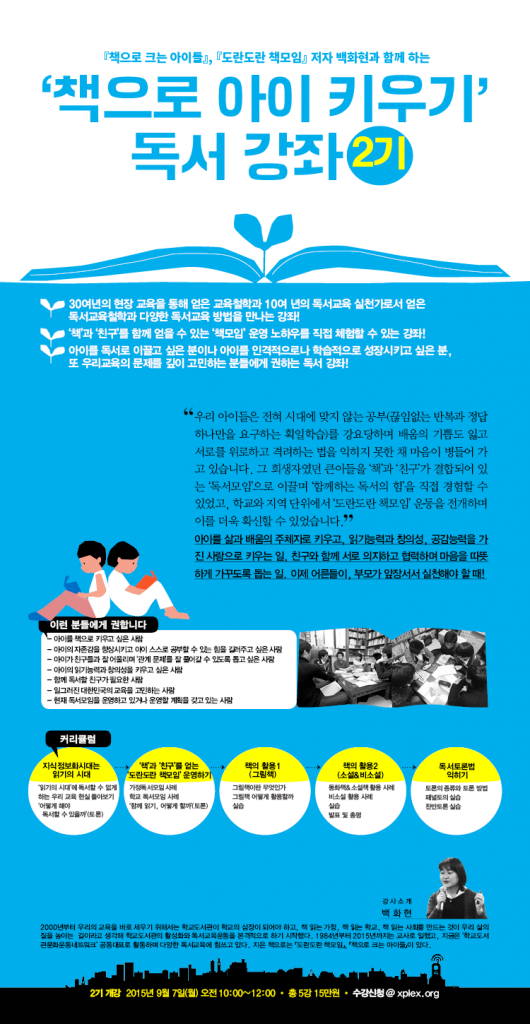 『책으로 크는 아이들』, 『도란도란 책모임』 저자 백화현과 함께 하는
‘책으로 아이 키우기’
독서 강좌 2기
30여년의 현장 교육을 통해 얻은 교육철학과 10여 년의 독서교육 실천가로서 얻은
독서교육철학과 다양한 독서교육 방법을 만나는 강좌!
‘책’과 ‘친구’를 함께 얻을 수 있는 ‘책모임’ 운영 노하우를 직접 체험할 수 있는 강좌!
아이를 독서로 이끌고 싶은 분이나 아이를 인격적으로나 학습적으로 성장시키고 싶은 분,
또 우리교육의 문제를 깊이 고민하는 분들에게 권하는 독서 강좌!
“우리 아이들은 전혀 시대에 맞지 않는 공부(끊임없는 반복과 정답
하나만을 요구하는 획일학습)를 강요당하며 배움의 기쁨도 잃고
서로를 위로하고 격려하는 법을 익히지 못한 채 마음이 병들어 가
고 있습니다. 그 희생자였던 큰아들을 ‘책’과 ‘친구’가 결합되어 있
는 ‘독서모임’으로 이끌며 ‘함께하는 독서의 힘’을 직접 경험할 수
있었고, 학교와 지역 단위에서 ‘도란도란 책모임’ 운동을 전개하며
이를 더욱 확신할 수 있었습니다.”
아이를 삶과 배움의 주체자로 키우고, 읽기능력과 창의성, 공감능력을 가
진 사람으로 키우는 일, 친구와 함께 서로 의지하고 협력하며 마음을 따뜻
하게 가꾸도록 돕는 일, 이제 어른들이, 부모가 앞장서서 실천해야 할 때!
이런 분들에게 권합니다
– 아이를 책으로 키우고 싶은 사람
– 아이의 자존감을 향상시키고 아이 스스로 공부할 수 있는 힘을 길러주고 싶은 사람
– 아이가 친구들과 잘 어울리며 ‘관계 문제’를 잘 풀어갈 수 있도록 돕고 싶은 사람
– 아이의 읽기능력과 창의성을 키우고 싶은 사람
– 함께 독서할 친구가 필요한 사람
– 일그러진 대한민국의 교육을 고민하는 사람
– 현재 독서모임을 운영하고 있거나 운영할 계획을 갖고 있는 사람
커리큘럼
지식정보화시대는
읽기의 시대
‘읽기의 시대’에 독서할 수 없게
하는 우리 교육 현실 돌아보기
‘어떻게 해야
독서할 수 있을까’(토론)
‘책’과 ‘친구’를 얻는
‘도란도란 책모임’ 운영하기
가정독서모임 사례
학교 독서모임 사례
‘함께 읽기, 어떻게 할까’(토론)
책의 활용1
(그림책)
그림책이란 무엇인가
그림책 어떻게 활용할까
실습
책의 활용2
(소설&비소설)
동화책&소설책 활용 사례
비소설 활용 사례
실습
발표 및 총평
독서토론법
익히기
토론의 종류와 토론 방법
패널토의 실습
찬반토론 실습
강사소개
백화현
2000년부터 우리의 교육을 바로 세우기 위해서는 학교도서관이 학교의 심장이 되어야 하고, 책 읽는 가정, 책 읽는 학교, 책 읽는 사회를 만드는 것이 우리 삶의
질을 높이는 길이라고 생각해 학교도서관의 활성화와 독서교육운동을 본격적으로 하기 시작했다. 1984년부터 2015년까지는 교사로 일했고, 지금은 ‘학교도서
관문화운동네트워크’ 공동대표로 활동하며 다양한 독서교육에 힘쓰고 있다. 지은 책으로는 『도란도란 책모임』, 『책으로 크는 아이들』이 있다.
2기 개강 2015년 9월 7일(월) 오전 10:00~12:00 • 총 5강 15만원 • 수강신청 @ xplex.org